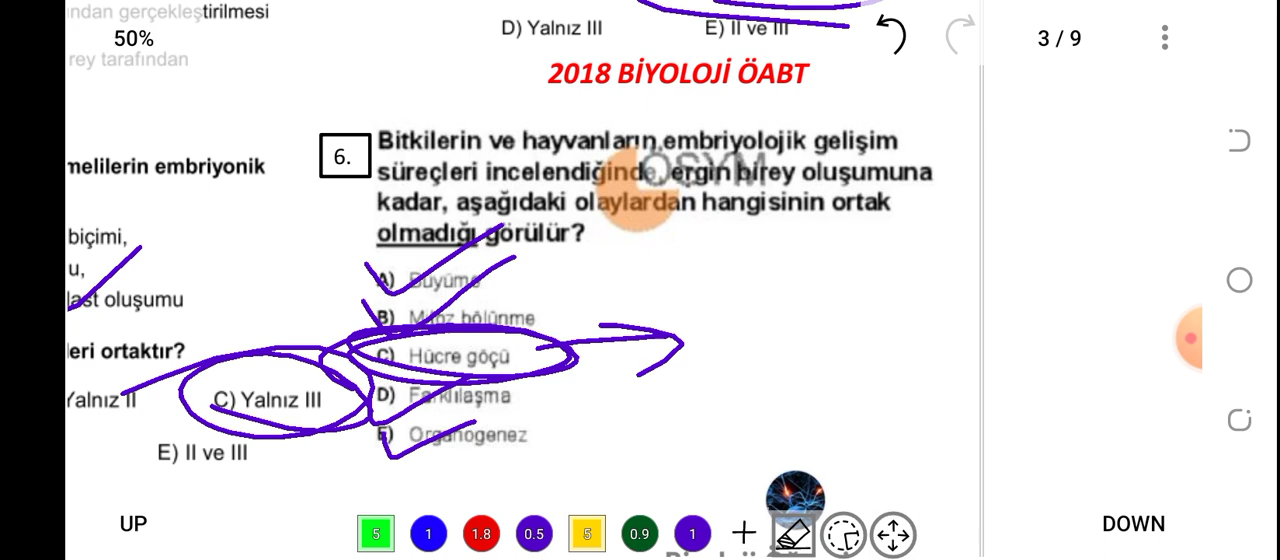 ından gerçekleştirilmesi
50%
rey tarafından
D) Yalnız III
E) II ve III
3 / 9
2018 BİYOLOJİ ÖABT
melilerin embriyonik
biçimi,
u,
last oluşumu
leri ortaktır?
Yalnız II
C) Yalnız III
E) II ve III
6.
Bitkilerin ve hayvanların embriyolojik gelişim
süreçleri incelendiğinde, ergin birey oluşumuna
kadar, aşağıdaki olaylardan hangisinin ortak
olmadığı görülür?
ÖSYM
A) Büyüme
B) Mitoz bölünme
C) Hücre göçü
D) Farklılaşma
E) Organogenez
UP
5
1
1.8
0.5
5
0.9
1
DOWN